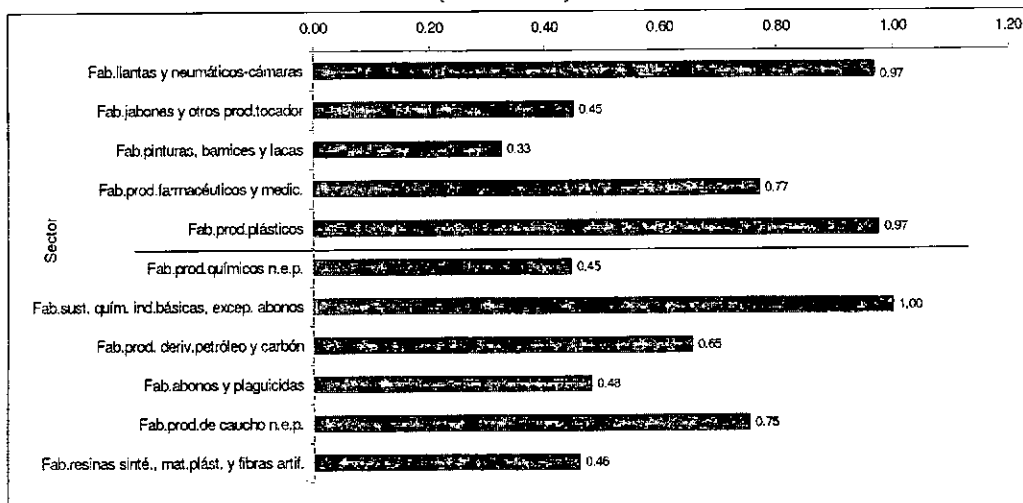 0.00 0.20 0.40 0.60 0.80 1.00 1.20
Fab.llantas y neumáticos-cámaras 0.97
Fab.jabones y otros prod.tocador 0.45
Fab.pinturas, barnices y lacas 0.33
Fab.prod.farmacéuticos y medic. 0.77
Fab.prod.plásticos 0.97
Sector
Fab.prod.químicos n.e.p. 0.45
Fab.sust. quím. ind.básicas, excep. abonos 1.00
Fab.prod. deriv.petróleo y carbón 0.65
Fab.abonos y plaguicidas 0.48
Fab.prod.de caucho n.e.p. 0.75
Fab.resinas sinté., mat.plást. y fibras artif. 0.46